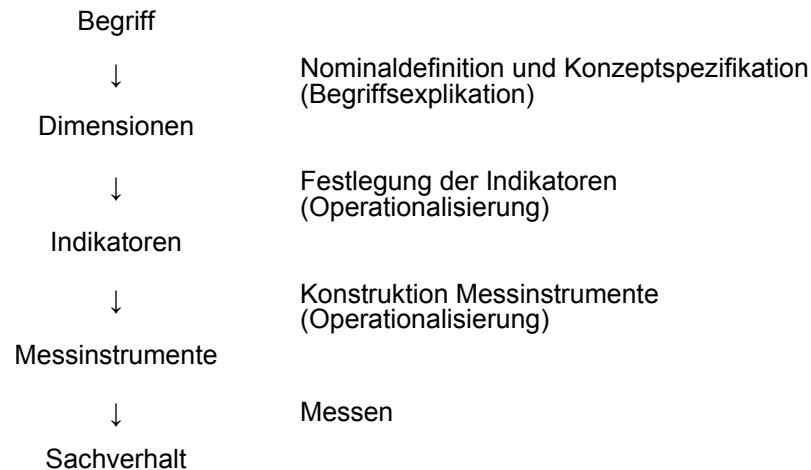 Begriff
↓ Nominaldefinition und Konzeptspezifikation
(Begriffsexplikation)
Dimensionen
↓ Festlegung der Indikatoren
(Operationalisierung)
Indikatoren
↓ Konstruktion Messinstrumente
(Operationalisierung)
Messinstrumente
↓ Messen
Sachverhalt